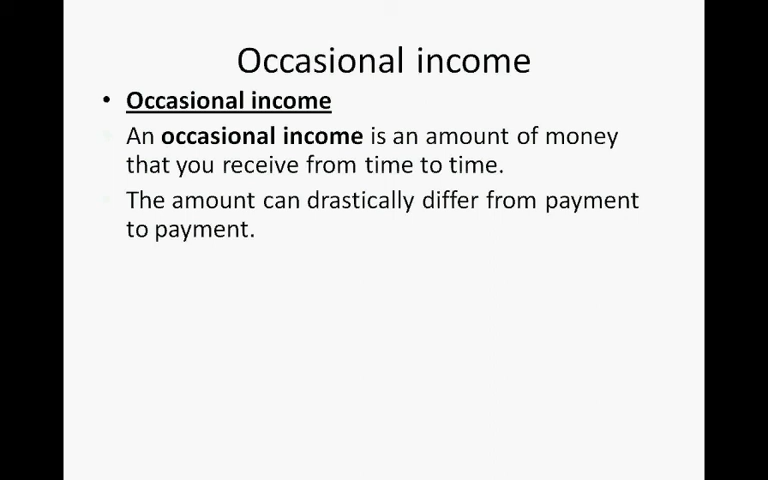 Occasional income
• Occasional income
An occasional income is an amount of money
that you receive from time to time.
The amount can drastically differ from payment
to payment.